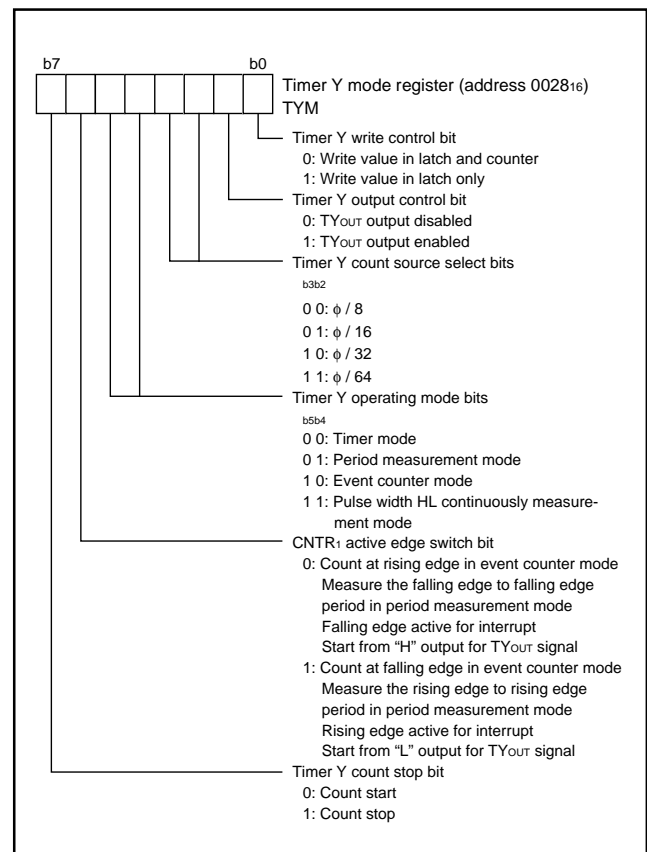 b7 b0
Timer Y mode register (address 0028₁₆)
TYM
Timer Y write control bit
0: Write value in latch and counter
1: Write value in latch only
Timer Y output control bit
0: TYOUT output disabled
1: TYOUT output enabled
Timer Y count source select bits
b3b2
0 0: ϕ / 8
0 1: ϕ / 16
1 0: ϕ / 32
1 1: ϕ / 64
Timer Y operating mode bits
b5b4
0 0: Timer mode
0 1: Period measurement mode
1 0: Event counter mode
1 1: Pulse width HL continuously measure-
ment mode
CNTR₁ active edge switch bit
0: Count at rising edge in event counter mode
Measure the falling edge to falling edge
period in period measurement mode
Falling edge active for interrupt
Start from “H” output for TYOUT signal
1: Count at falling edge in event counter mode
Measure the rising edge to rising edge
period in period measurement mode
Rising edge active for interrupt
Start from “L” output for TYOUT signal
Timer Y count stop bit
0: Count start
1: Count stop